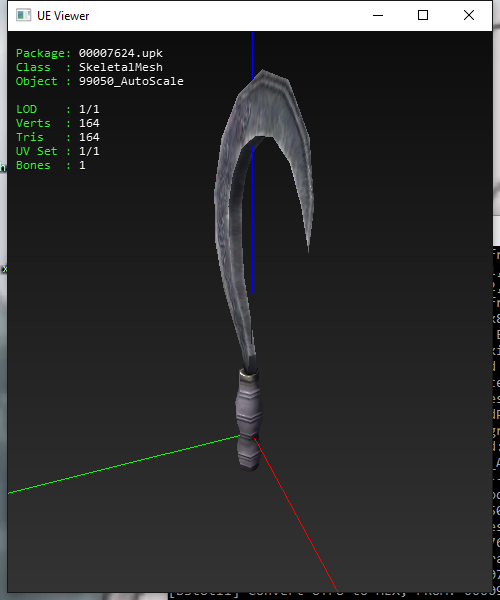 UE Viewer
Package: 00007624.upk
Class  : SkeletalMesh
Object : 99050_AutoScale
LOD    : 1/1
Verts  : 164
Tris   : 164
UV Set : 1/1
Bones  : 1